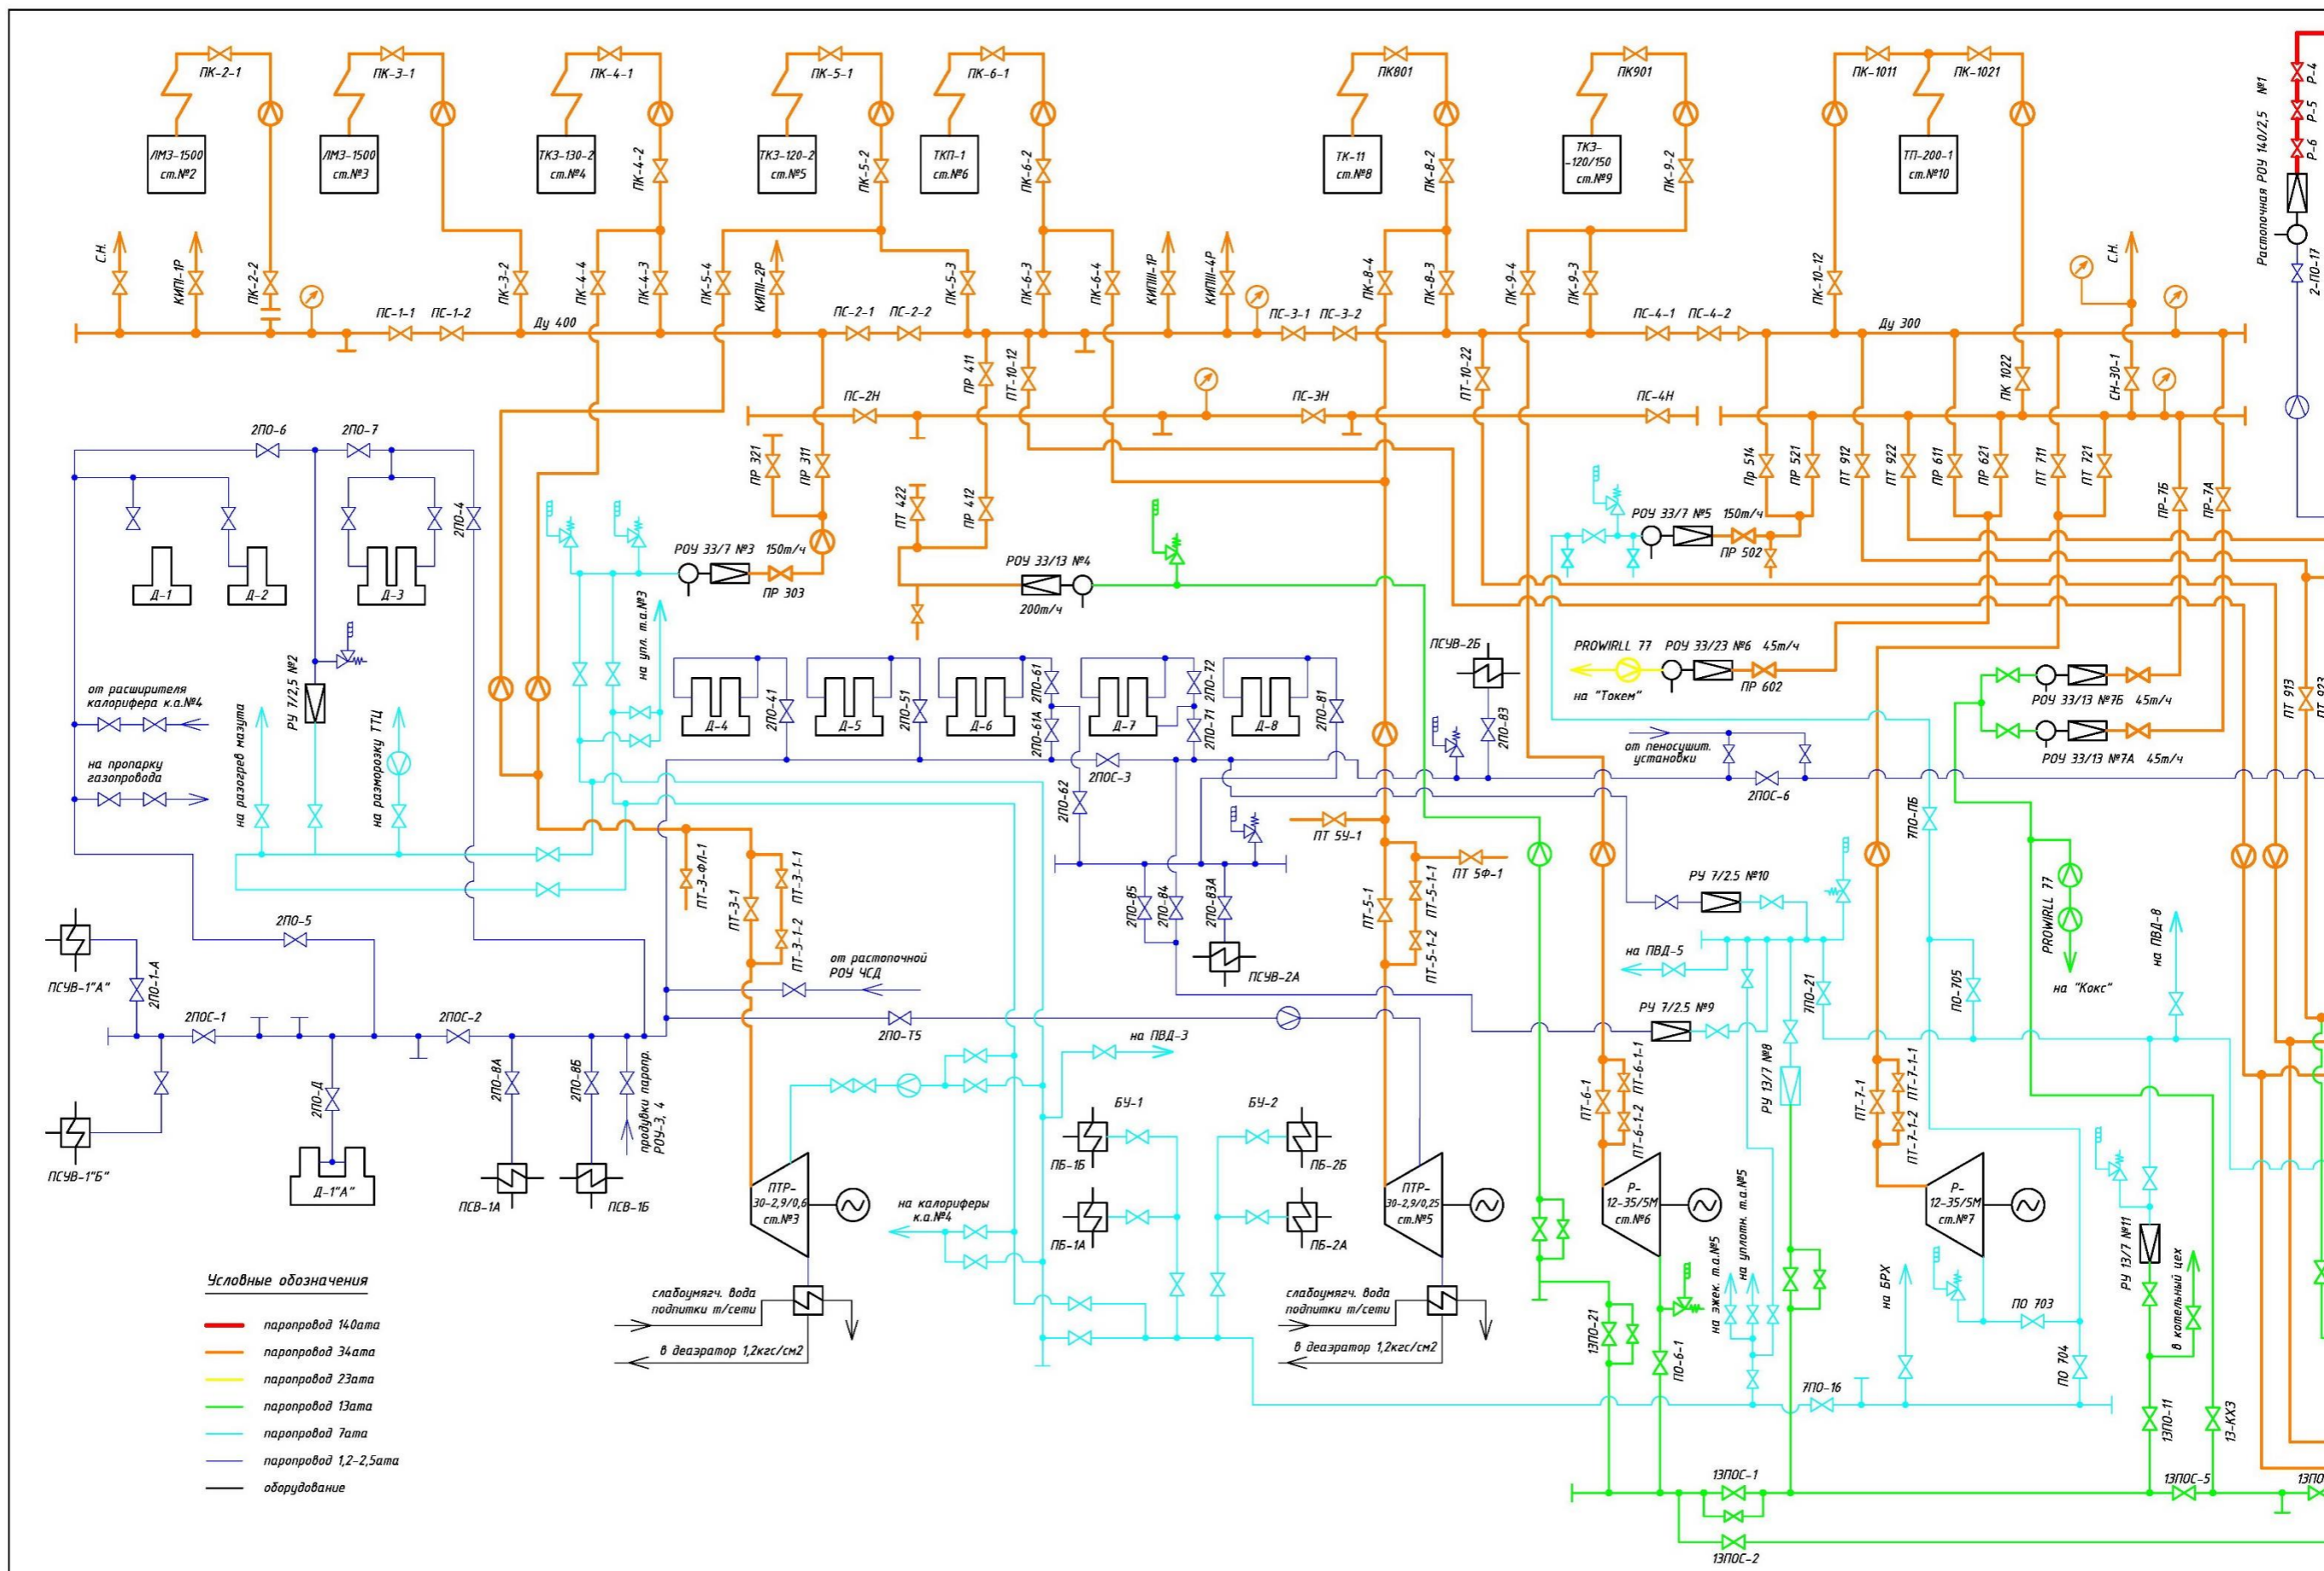 ПК-2-1
ПК-3-1
ПК-4-1
ПК-5-1
ПК-6-1
ПК801
ПК901
ПК-1011
ПК-1021
Растопочная РОУ 140/2,5 №1
Р-4
Р-5
Р-6
2-ПО-17
ЛМЗ-1500
ст.№2
ЛМЗ-1500
ст.№3
ТКЗ-130-2
ст.№4
ПК-4-2
ТКЗ-120-2
ст.№5
ПК-5-2
ТКП-1
ст.№6
ПК-6-2
ТК-11
ст.№8
ПК-8-2
ТКЗ-
-120/150
ст.№9
ПК-9-2
ТП-200-1
ст.№10
С.Н.
КИПI-1Р
ПК-2-2
ПК-3-2
ПК-4-4
ПК-4-3
ПК-5-4
КИПII-2Р
ПК-5-3
ПК-6-3
ПК-6-4
КИПIII-1Р
КИПIII-4Р
ПК-8-4
ПК-8-3
ПК-9-4
ПК-9-3
ПК-10-12
С.Н.
ПС-1-1
ПС-1-2
Ду 400
ПС-2-1
ПС-2-2
ПС-3-1
ПС-3-2
ПС-4-1
ПС-4-2
Ду 300
ПР 411
ПТ-10-12
ПТ-10-22
ПК 1022
СН-30-1
ПС-2Н
ПС-3Н
ПС-4Н
2ПО-6
2ПО-7
2ПО-4
ПР 321
ПР 311
ПТ 422
ПР 412
Пр 514
ПР 521
ПТ 912
ПТ 922
ПР 611
ПР 621
ПТ 711
ПТ 721
ПР-7Б
ПР-7А
Д-1
Д-2
Д-3
РОУ 33/7 №3 150т/ч
ПР 303
РОУ 33/13 №4
200т/ч
РОУ 33/7 №5 150т/ч
ПР 502
на упл. т.а.№3
РУ 7/2,5 №2
от расширителя
калорифера к.а.№4
на пропарку
газопровода
на разогрев мазута
на разморозку ТТЦ
Д-4
2ПО-41
Д-5
2ПО-51
Д-6
2ПО-61
2ПО-61А
Д-7
2ПО-72
2ПО-71
Д-8
2ПО-81
ПСУВ-2Б
2ПО-83
PROWIRLL 77
РОУ 33/23 №6 45т/ч
на "Токем"
ПР 602
РОУ 33/13 №7Б 45т/ч
РОУ 33/13 №7А 45т/ч
ПТ 913
ПТ 923
от пеносушит.
установки
2ПОС-3
2ПОС-6
2ПО-62
ПТ 5У-1
ПТ 5Ф-1
7ПО-ПБ
ПТ-3-ФЛ-1
ПТ-3-1
ПТ-3-1-1
ПТ-3-1-2
2ПО-85
2ПО-84
2ПО-83А
ПСУВ-2А
ПТ-5-1
ПТ-5-1-1
ПТ-5-1-2
РУ 7/2.5 №10
на ПВД-5
7ПО-21
ПО-705
PROWIRLL 77
на "Кокс"
на ПВД-8
2ПО-5
ПСУВ-1"А"
2ПО-1-А
от растопочной
РОУ ЧСД
2ПОС-1
2ПОС-2
2ПО-Т5
на ПВД-3
РУ 7/2.5 №9
РУ 13/7 №8
2ПО-Д
2ПО-8А
2ПО-8Б
продувки паропр.
РОУ-3, 4
БУ-1
БУ-2
ПТ-6-1
ПТ-6-1-1
ПТ-6-1-2
ПТ-7-1
ПТ-7-1-1
ПТ-7-1-2
ПСУВ-1"Б"
Д-1"А"
ПСВ-1А
ПСВ-1Б
ПБ-1Б
ПБ-2Б
ПТР-
30-2,9/0,6
ст.№3
на калориферы
к.а.№4
ПБ-1А
ПБ-2А
ПТР-
30-2,9/0,25
ст.№5
Р-
12-35/5М
ст.№6
Р-
12-35/5М
ст.№7
на эжек. т.а.№5
на уплотн. т.а.№5
на БРХ
ПО 703
ПО 704
РУ 13/7 №11
в котельный цех
слабоумягч. вода
подпитки т/сети
в деаэратор 1,2кгс/см2
слабоумягч. вода
подпитки т/сети
в деаэратор 1,2кгс/см2
13ПО-21
ПО-6-1
7ПО-16
13ПО-11
13-КХЗ
Условные обозначения
паропровод 140ата
паропровод 34ата
паропровод 23ата
паропровод 13ата
паропровод 7ата
паропровод 1,2-2,5ата
оборудование
13ПОС-1
13ПОС-5
13ПО
13ПОС-2